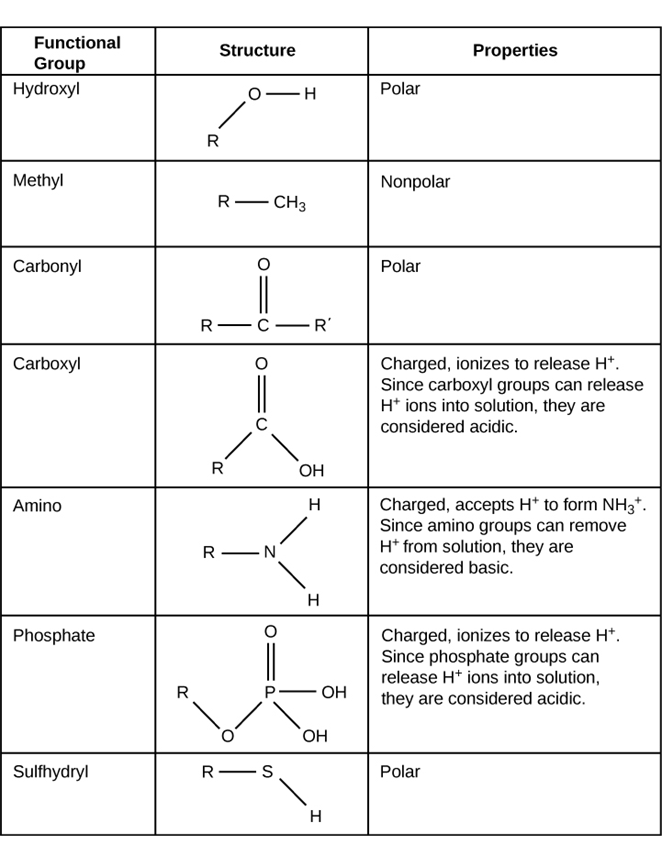 Functional
Group
Structure
Properties
Hydroxyl
O
H
R
Polar
Methyl
R
CH₃
Nonpolar
Carbonyl
O
R
C
R′
Polar
Carboxyl
O
C
R
OH
Charged, ionizes to release H⁺.
Since carboxyl groups can release
H⁺ ions into solution, they are
considered acidic.
Amino
H
R
N
H
Charged, accepts H⁺ to form NH₃⁺.
Since amino groups can remove
H⁺ from solution, they are
considered basic.
Phosphate
O
R
P
OH
O
OH
Charged, ionizes to release H⁺.
Since phosphate groups can
release H⁺ ions into solution,
they are considered acidic.
Sulfhydryl
R
S
H
Polar